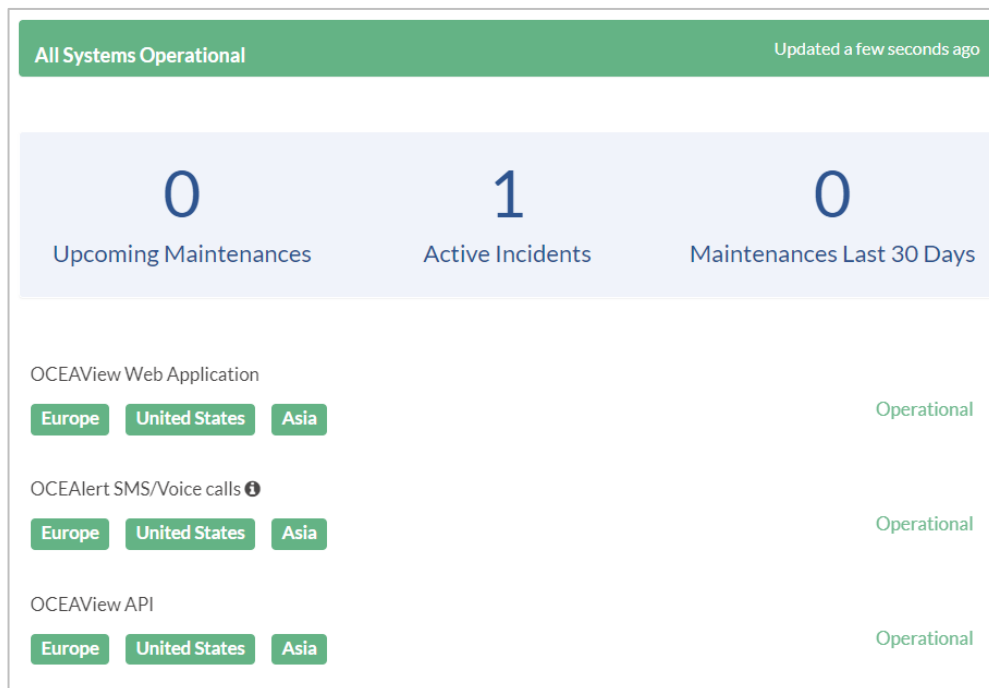 All Systems Operational
Updated a few seconds ago
0
Upcoming Maintenances
1
Active Incidents
0
Maintenances Last 30 Days
OCEAView Web Application
Europe United States Asia
Operational
OCEAlert SMS/Voice calls
Europe United States Asia
Operational
OCEAView API
Europe United States Asia
Operational